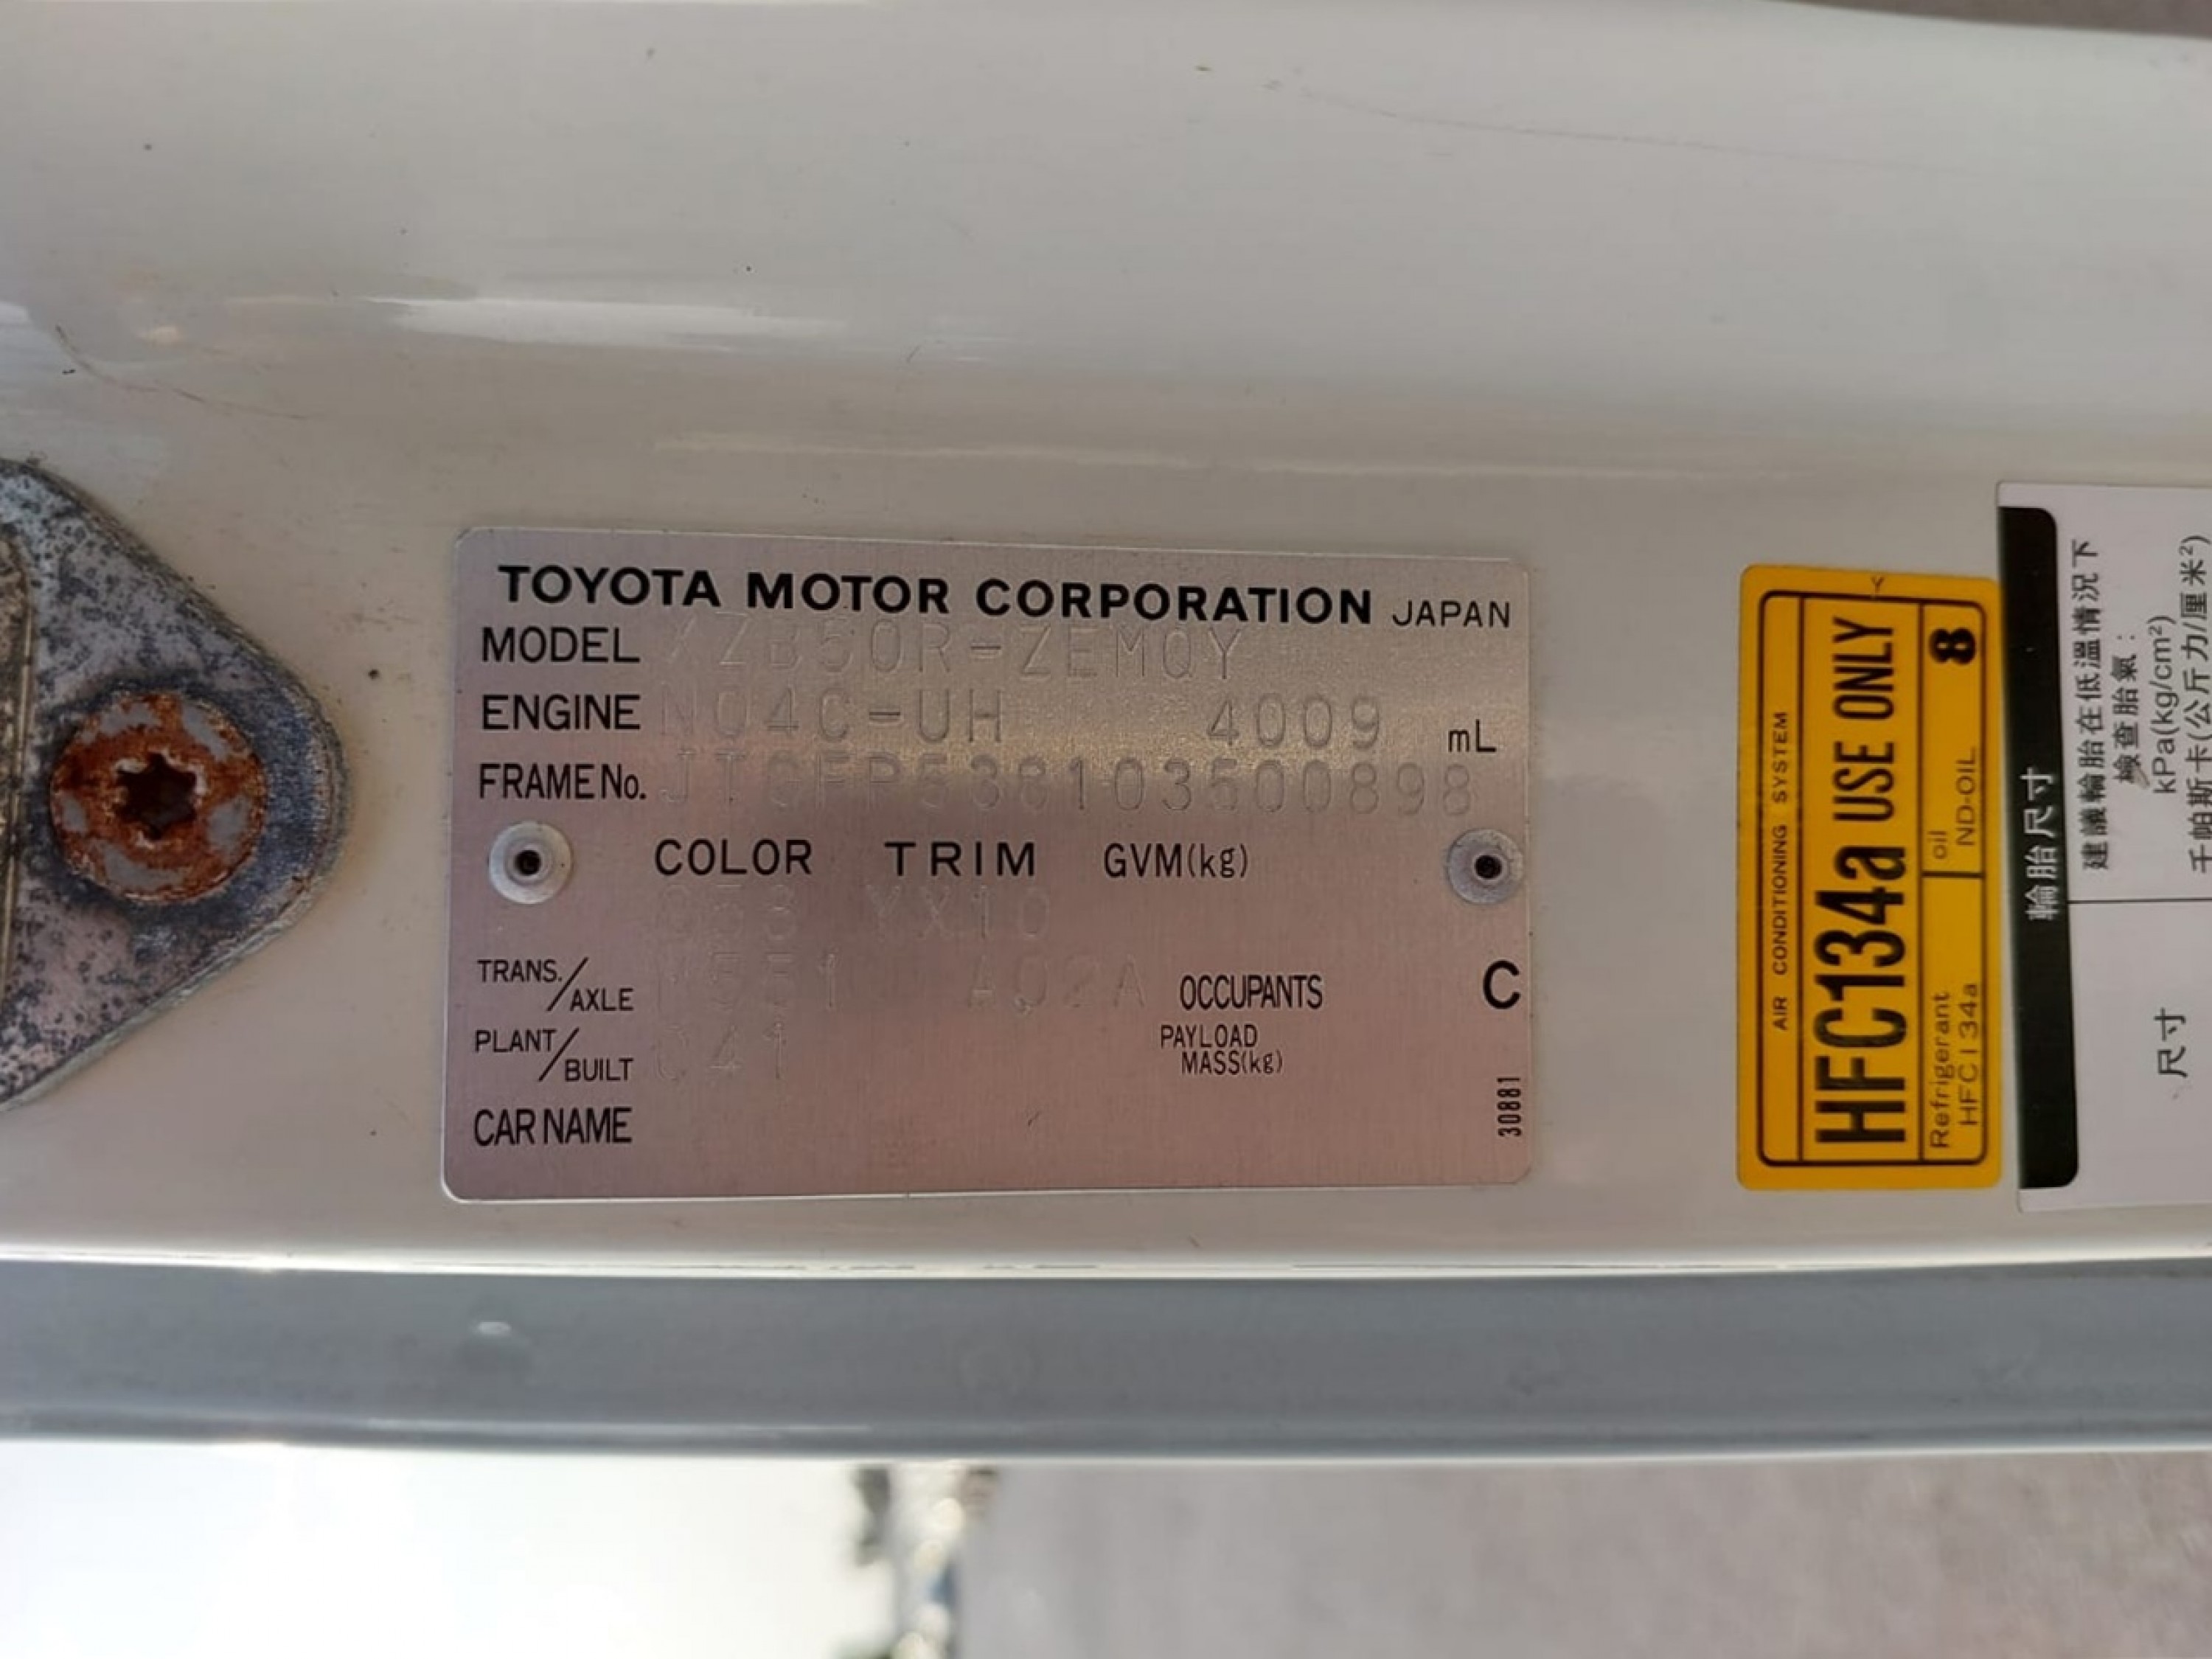 TOYOTA MOTOR CORPORATION JAPAN
MODEL XZB50R-ZEMQY
ENGINE N04C-UH 4009 mL
FRAME No.
COLOR TRIM GVM(kg)
058 YX10
TRANS./AXLE M551 A02A OCCUPANTS C
PLANT/BUILT 041 PAYLOAD MASS(kg)
CAR NAME
30881
AIR CONDITIONING SYSTEM
HFC134a USE ONLY Y
Refrigerant oil
HFC134a ND-OIL 8
輪胎尺寸
建議輪胎在低溫情況下
檢查胎氣：
kPa(kg/cm²)
千帕斯卡(公斤力/厘米²)
尺寸